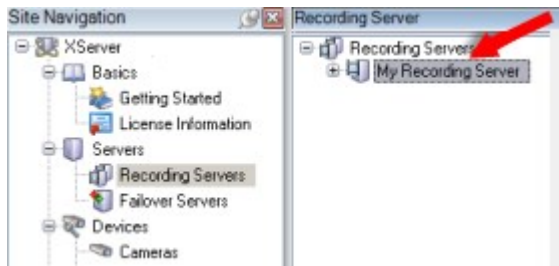 Site Navigation
XServer
Basics
Getting Started
License Information
Servers
Recording Servers
Failover Servers
Devices
Cameras
Recording Server
Recording Servers
My Recording Server